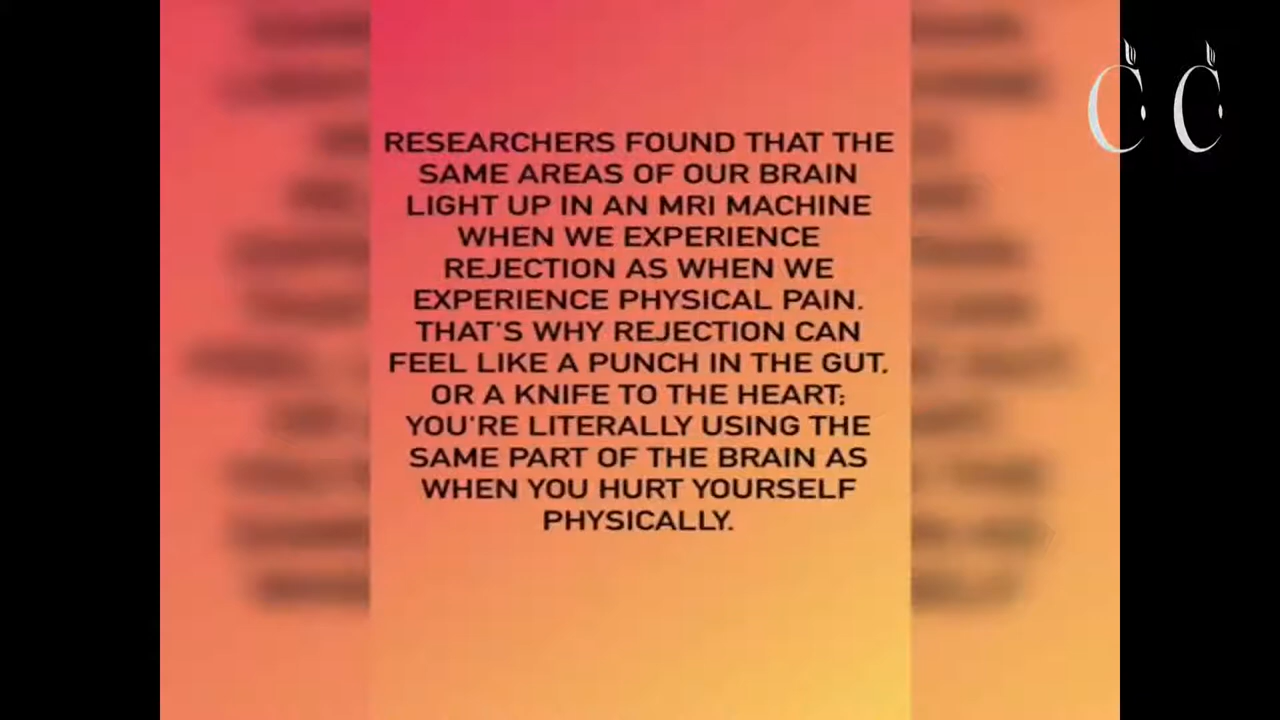 RESEARCHERS FOUND THAT THE
SAME AREAS OF OUR BRAIN
LIGHT UP IN AN MRI MACHINE
WHEN WE EXPERIENCE
REJECTION AS WHEN WE
EXPERIENCE PHYSICAL PAIN.
THAT'S WHY REJECTION CAN
FEEL LIKE A PUNCH IN THE GUT,
OR A KNIFE TO THE HEART;
YOU'RE LITERALLY USING THE
SAME PART OF THE BRAIN AS
WHEN YOU HURT YOURSELF
PHYSICALLY.
C C